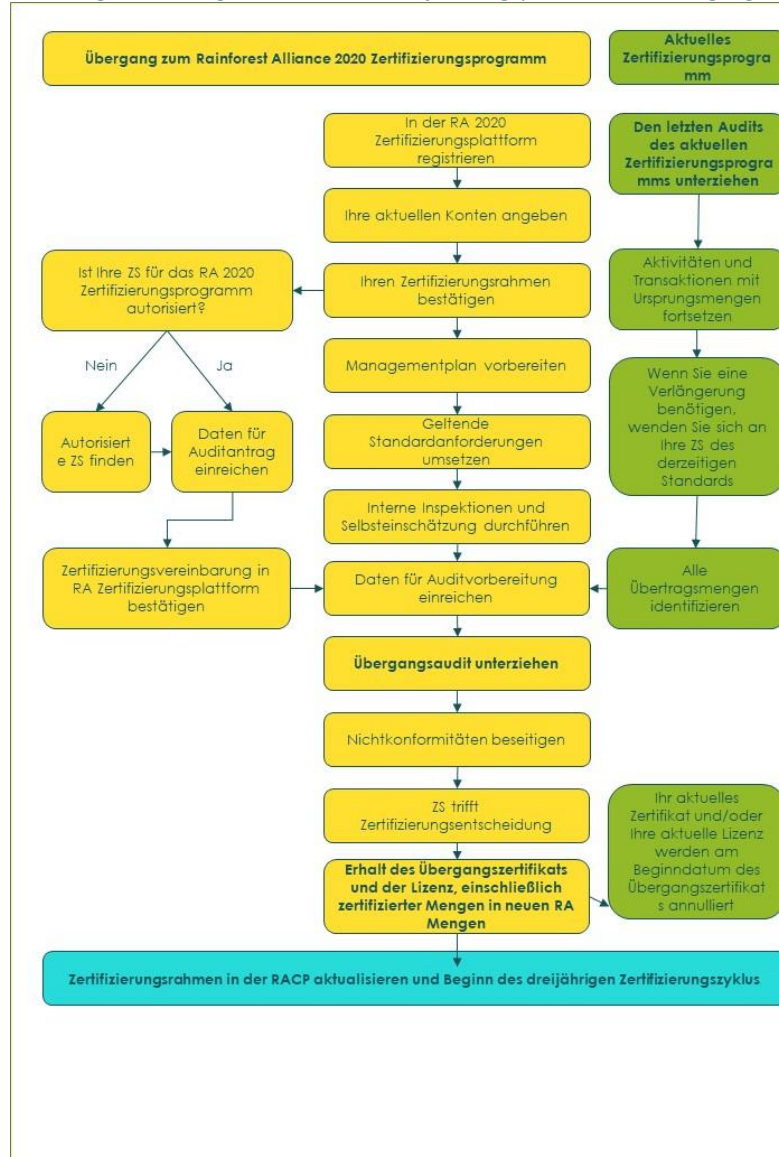 Übergang zum Rainforest Alliance 2020 Zertifizierungsprogramm
Aktuelles
Zertifizierungsprogra
mm
In der RA 2020
Zertifizierungsplattform
registrieren
Den letzten Audits
des aktuellen
Zertifizierungsprogra
mms unterziehen
Ihre aktuellen Konten angeben
Ist Ihre ZS für das RA 2020
Zertifizierungsprogramm
autorisiert?
Ihren Zertifizierungsrahmen
bestätigen
Aktivitäten und
Transaktionen mit
Ursprungsmengen
fortsetzen
Nein
Ja
Managementplan vorbereiten
Wenn Sie eine
Verlängerung
benötigen,
wenden Sie sich an
Ihre ZS des
derzeitigen
Standards
Autorisiert
e ZS finden
Daten für
Auditantrag
einreichen
Geltende
Standardanforderungen
umsetzen
Interne Inspektionen und
Selbsteinschätzung durchführen
Zertifizierungsvereinbarung in
RA Zertifizierungsplattform
bestätigen
Daten für Auditvorbereitung
einreichen
Alle
Übertragsmengen
identifizieren
Übergangsaudit unterziehen
Nichtkonformitäten beseitigen
ZS trifft
Zertifizierungsentscheidung
Ihr aktuelles
Zertifikat und/oder
Ihre aktuelle Lizenz
werden am
Beginndatum des
Übergangszertifikat
s annulliert
Erhalt des Übergangszertifikats
und der Lizenz, einschließlich
zertifizierter Mengen in neuen RA
Mengen
Zertifizierungsrahmen in der RACP aktualisieren und Beginn des dreijährigen Zertifizierungszyklus